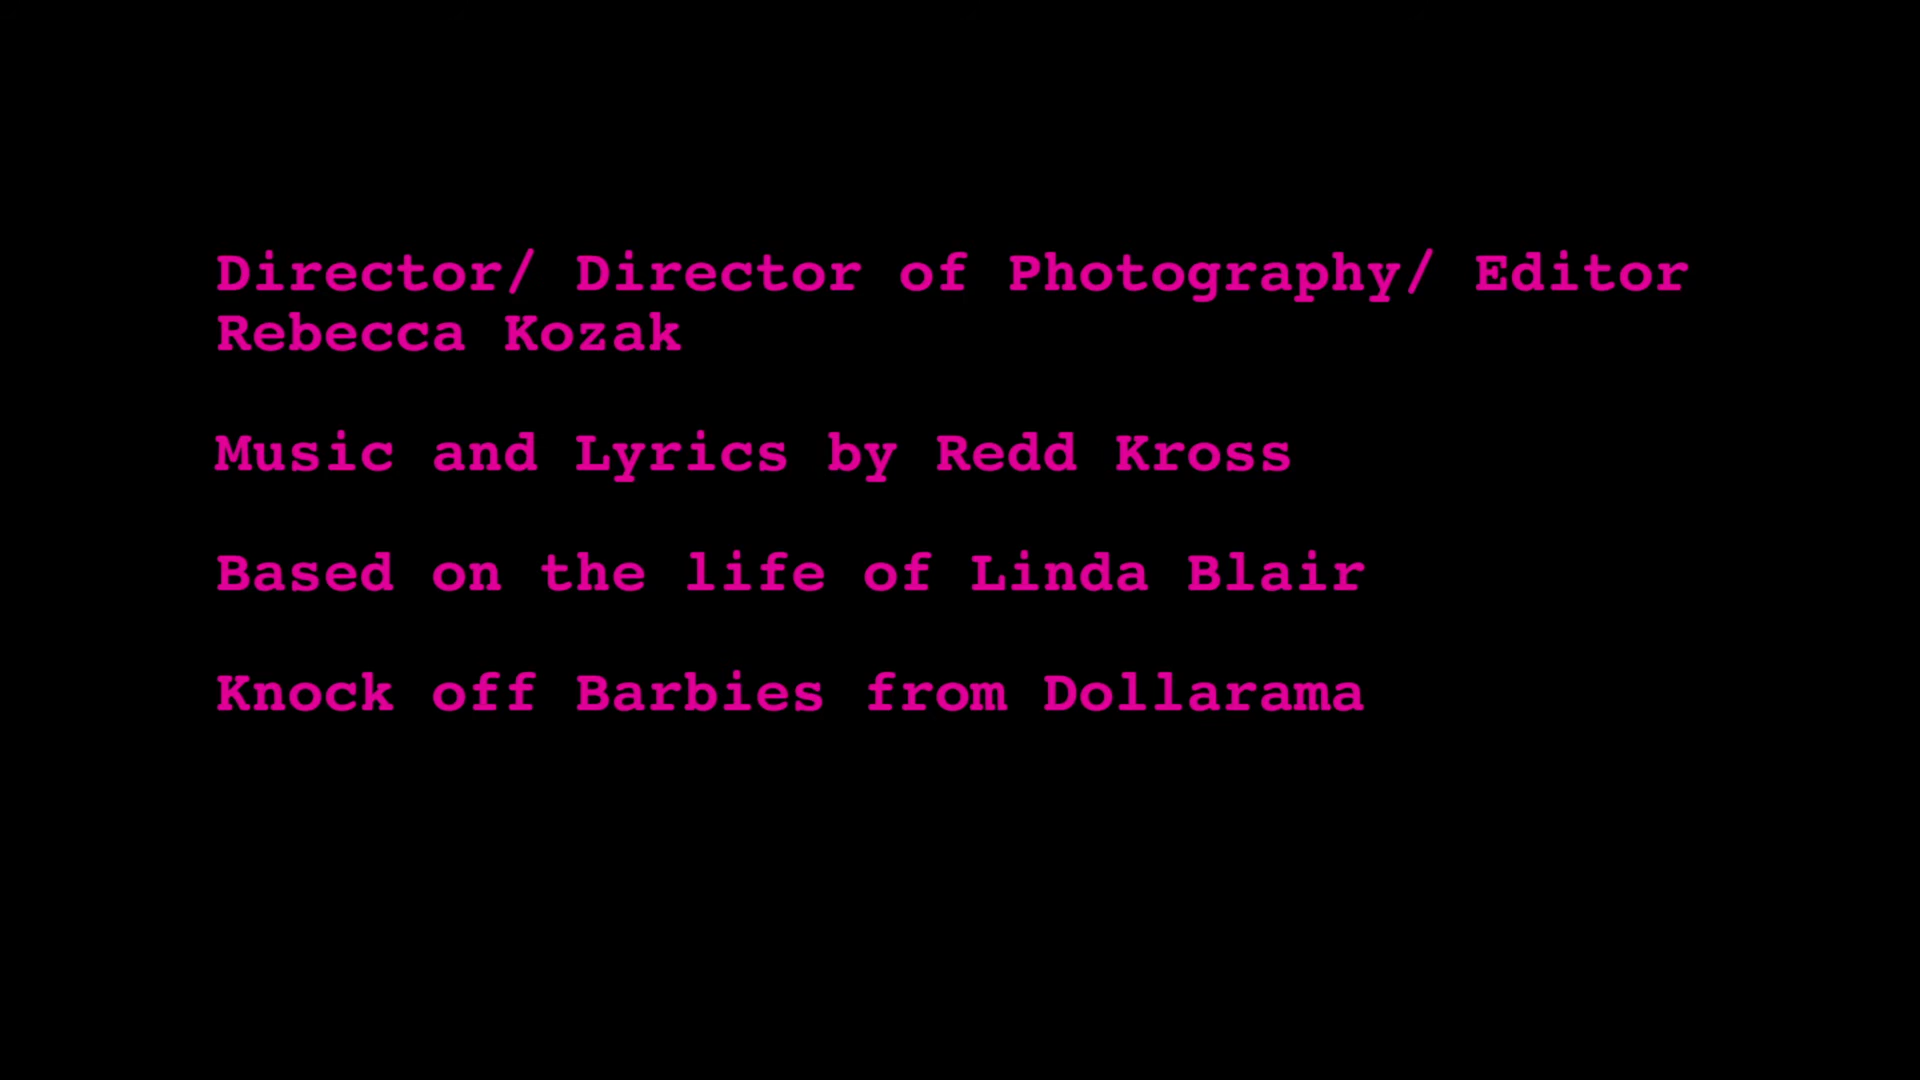 Director/ Director of Photography/ Editor
Rebecca Kozak
Music and Lyrics by Redd Kross
Based on the life of Linda Blair
Knock off Barbies from Dollarama